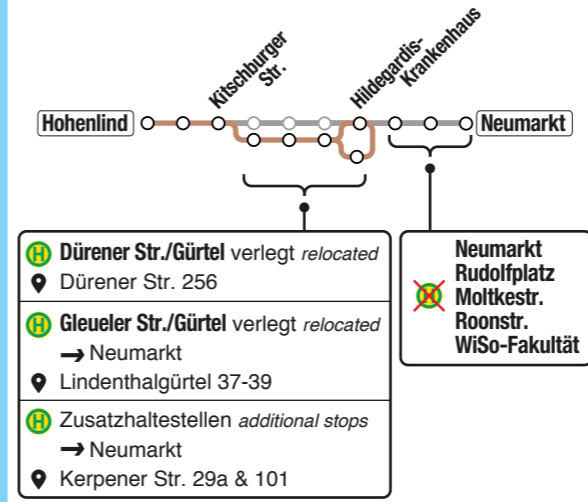 Kitschburger
Str.
Hildegardis-
Krankenhaus
Hohenlind
Neumarkt
H Dürener Str./Gürtel verlegt relocated
Dürener Str. 256
H Gleueler Str./Gürtel verlegt relocated
→ Neumarkt
Lindenthalgürtel 37-39
H Zusatzhaltestellen additional stops
→ Neumarkt
Kerpener Str. 29a & 101
H
Neumarkt
Rudolfplatz
Moltkestr.
Roonstr.
WiSo-Fakultät